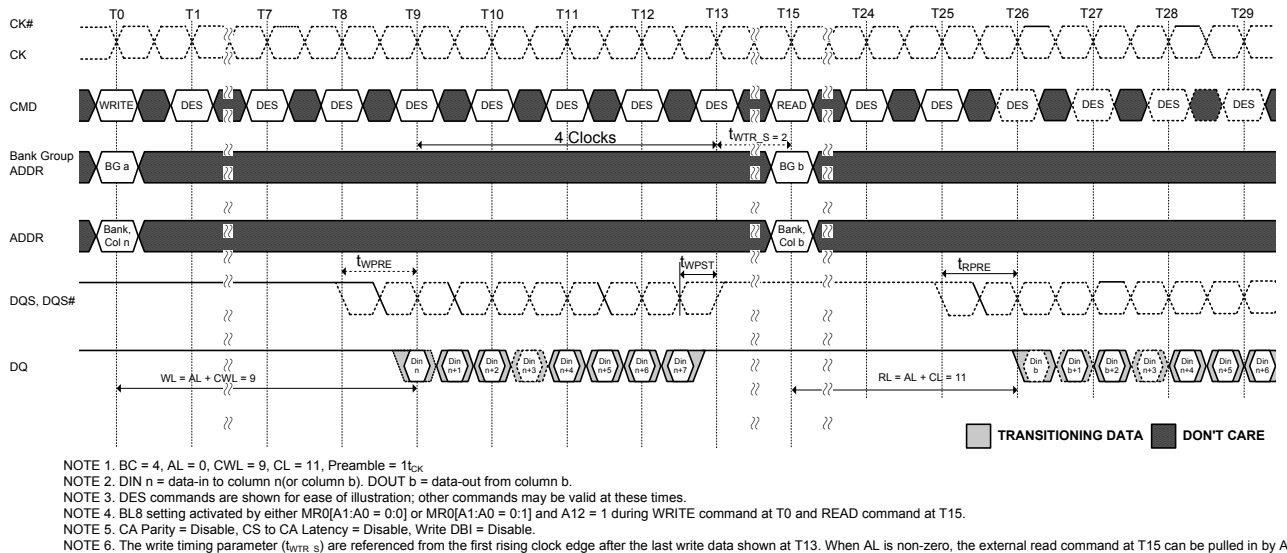 T0 T1 T7 T8 T9 T10 T11 T12 T13 T15 T24 T25 T26 T27 T28 T29
CK#
CK
CMD WRITE DES DES DES DES DES DES DES DES READ DES DES DES DES DES DES
4 Clocks tWTR_S = 2
Bank Group
ADDR BG a BG b
ADDR Bank, Col n Bank, Col b
tWPRE tWPST tRPRE
DQS, DQS#
DQ Din n Din n+1 Din n+2 Din n+3 Din n+4 Din n+5 Din n+6 Din n+7 Din b Din b+1 Din b+2 Din n+3 Din n+4 Din n+5 Din n+6
WL = AL + CWL = 9 RL = AL + CL = 11
TRANSITIONING DATA DON'T CARE
NOTE 1. BC = 4, AL = 0, CWL = 9, CL = 11, Preamble = 1tCK
NOTE 2. DIN n = data-in to column n(or column b). DOUT b = data-out from column b.
NOTE 3. DES commands are shown for ease of illustration; other commands may be valid at these times.
NOTE 4. BL8 setting activated by either MR0[A1:A0 = 0:0] or MR0[A1:A0 = 0:1] and A12 = 1 during WRITE command at T0 and READ command at T15.
NOTE 5. CA Parity = Disable, CS to CA Latency = Disable, Write DBI = Disable.
NOTE 6. The write timing parameter (tWTR_S) are referenced from the first rising clock edge after the last write data shown at T13. When AL is non-zero, the external read command at T15 can be pulled in by A